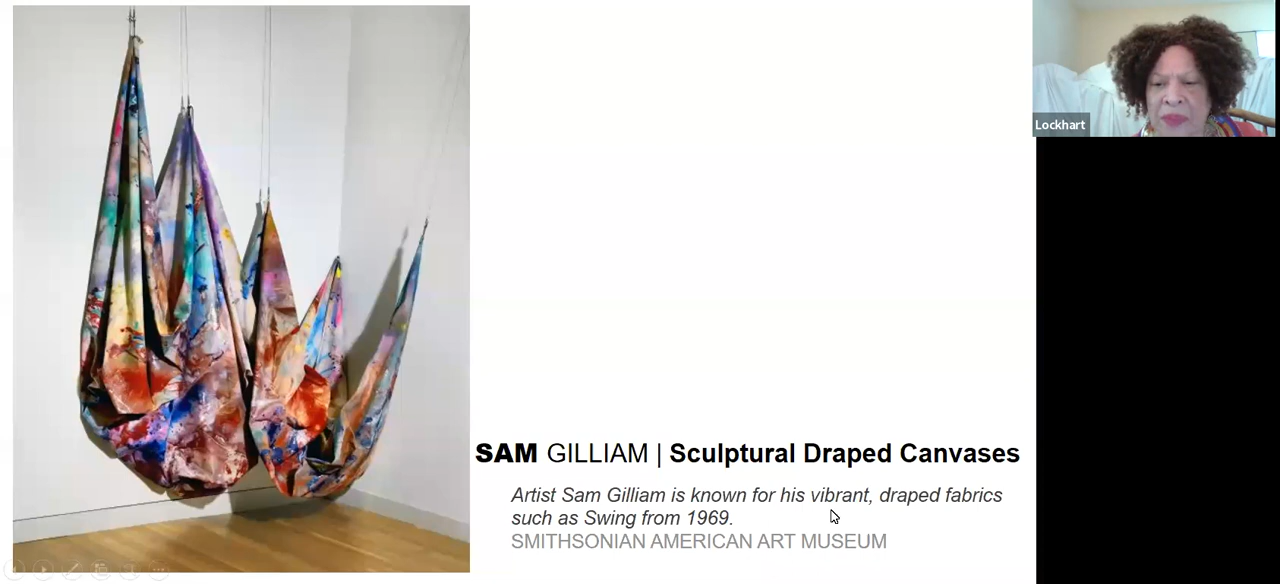 Lockhart
SAM GILLIAM | Sculptural Draped Canvases
Artist Sam Gilliam is known for his vibrant, draped fabrics
such as Swing from 1969.
SMITHSONIAN AMERICAN ART MUSEUM